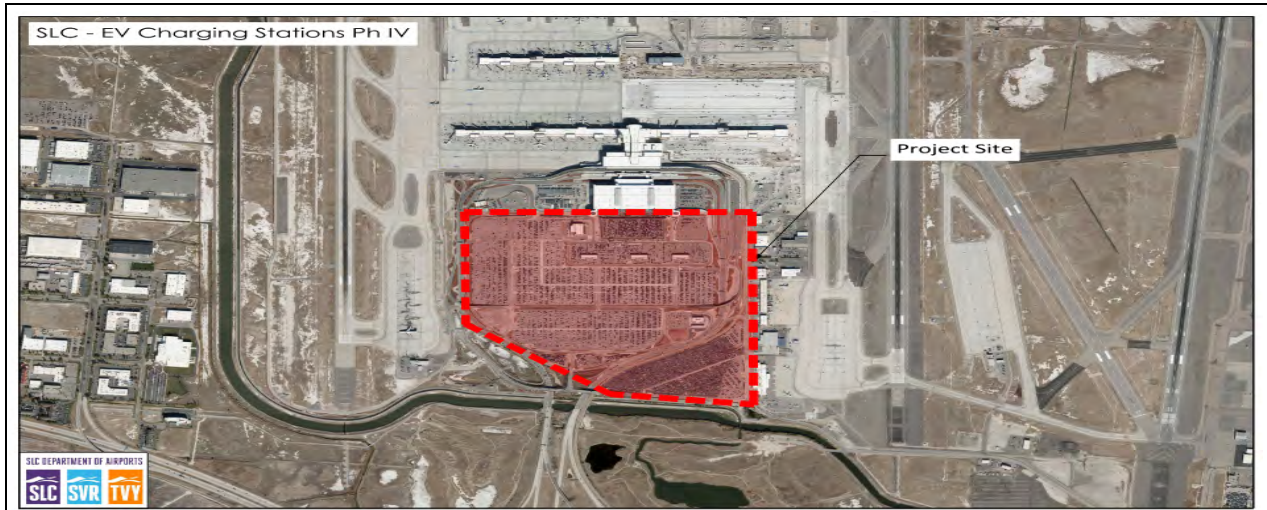 SLC - EV Charging Stations Ph IV
Project Site
SLC DEPARTMENT OF AIRPORTS
SLC SVR TVY